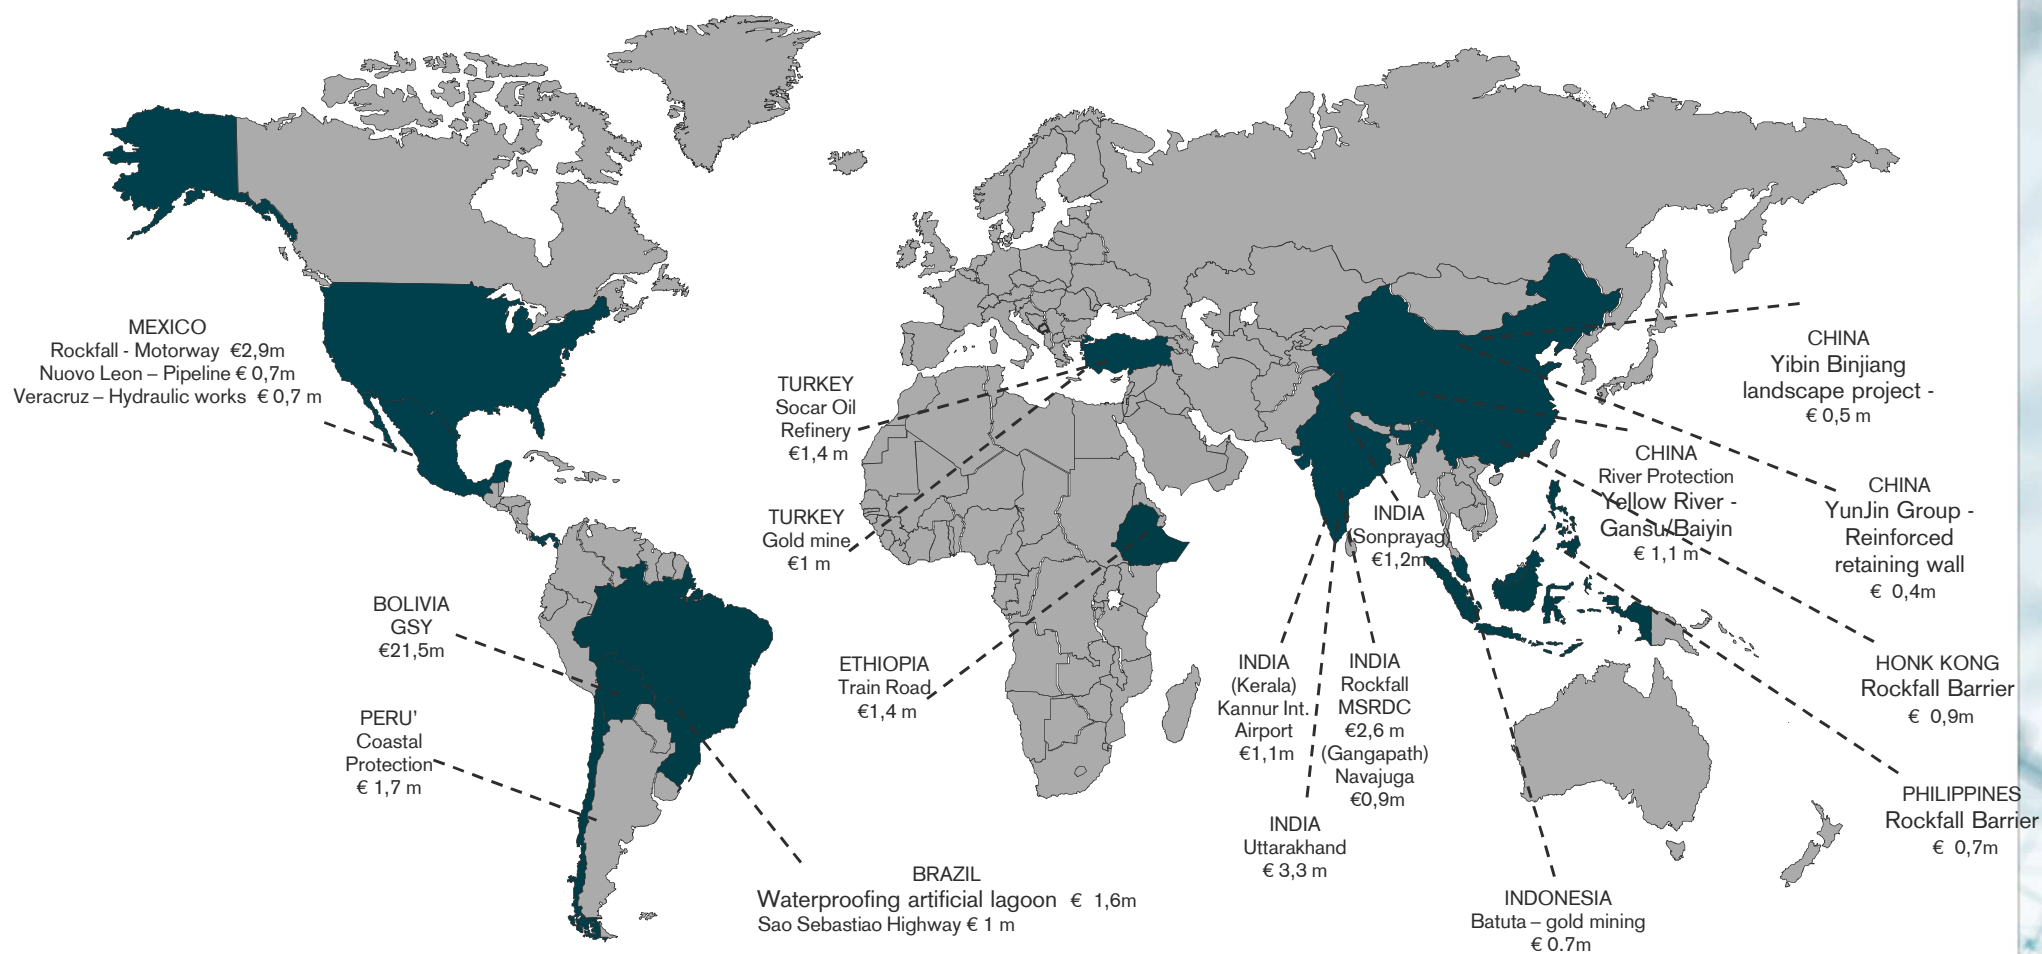 MEXICO
Rockfall - Motorway €2,9m
Nuovo Leon – Pipeline € 0,7m
Veracruz – Hydraulic works € 0,7 m
BOLIVIA
GSY
€21,5m
PERU’
Coastal
Protection
€ 1,7 m
BRAZIL
Waterproofing artificial lagoon € 1,6m
Sao Sebastiao Highway € 1 m
TURKEY
Socar Oil
Refinery
€1,4 m
TURKEY
Gold mine
€1 m
ETHIOPIA
Train Road
€1,4 m
INDIA
(Kerala)
Kannur Int.
Airport
€1,1m
INDIA
Uttarakhand
€ 3,3 m
INDIA
Rockfall
MSRDC
€2,6 m
(Gangapath)
Navajuga
€0,9m
INDIA
(Sonprayag)
€1,2m
INDONESIA
Batuta – gold mining
€ 0.7m
CHINA
Yibin Binjiang
landscape project -
€ 0,5 m
CHINA
River Protection
Yellow River -
Gansu/Baiyin
€ 1,1 m
CHINA
YunJin Group -
Reinforced
retaining wall
€ 0,4m
HONK KONG
Rockfall Barrier
€ 0,9m
PHILIPPINES
Rockfall Barrier
€ 0,7m